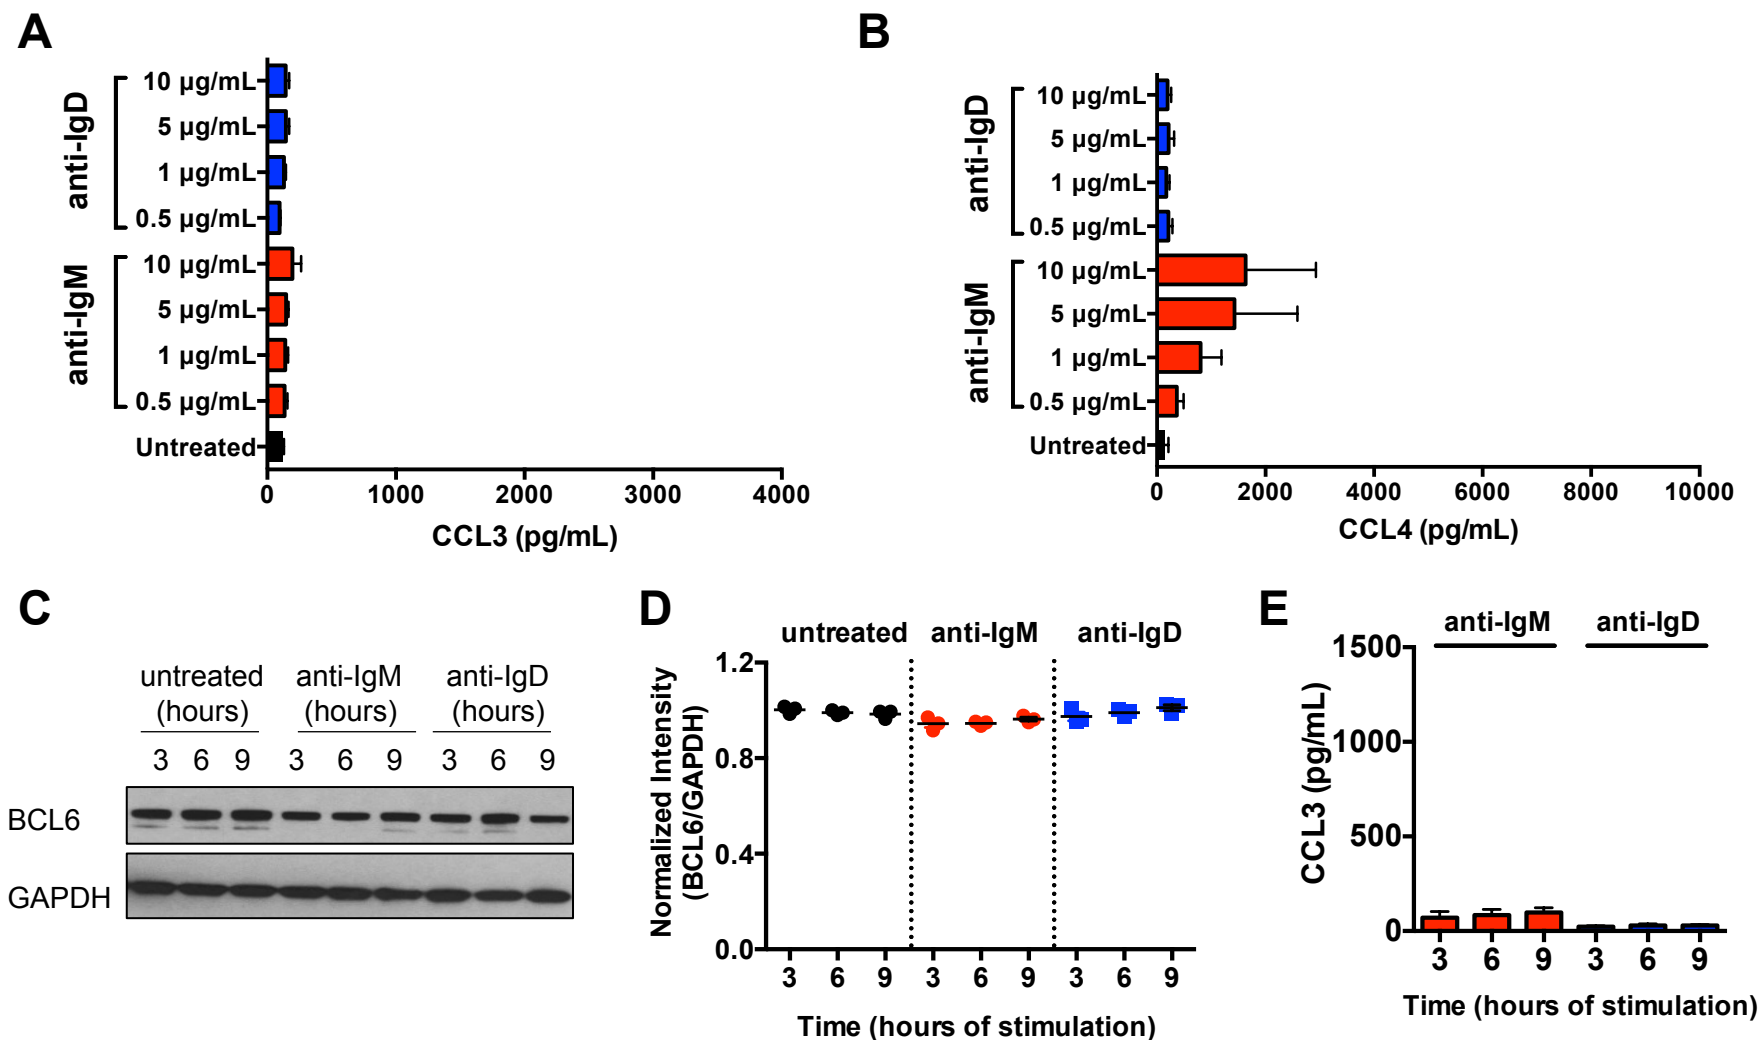 A
anti-IgD
10 µg/mL
5 µg/mL
1 µg/mL
0.5 µg/mL
anti-IgM
10 µg/mL
5 µg/mL
1 µg/mL
0.5 µg/mL
Untreated
0 1000 2000 3000 4000
CCL3 (pg/mL)
B
anti-IgD
10 µg/mL
5 µg/mL
1 µg/mL
0.5 µg/mL
anti-IgM
10 µg/mL
5 µg/mL
1 µg/mL
0.5 µg/mL
Untreated
0 2000 4000 6000 8000 10000
CCL4 (pg/mL)
C
untreated anti-IgM anti-IgD
(hours) (hours) (hours)
3 6 9 3 6 9 3 6 9
BCL6
GAPDH
D
untreated anti-IgM anti-IgD
Normalized Intensity
(BCL6/GAPDH)
1.2
0.8
0.4
0.0
3 6 9 3 6 9 3 6 9
Time (hours of stimulation)
E
anti-IgM anti-IgD
CCL3 (pg/mL)
1500
1000
500
0
3 6 9 3 6 9
Time (hours of stimulation)